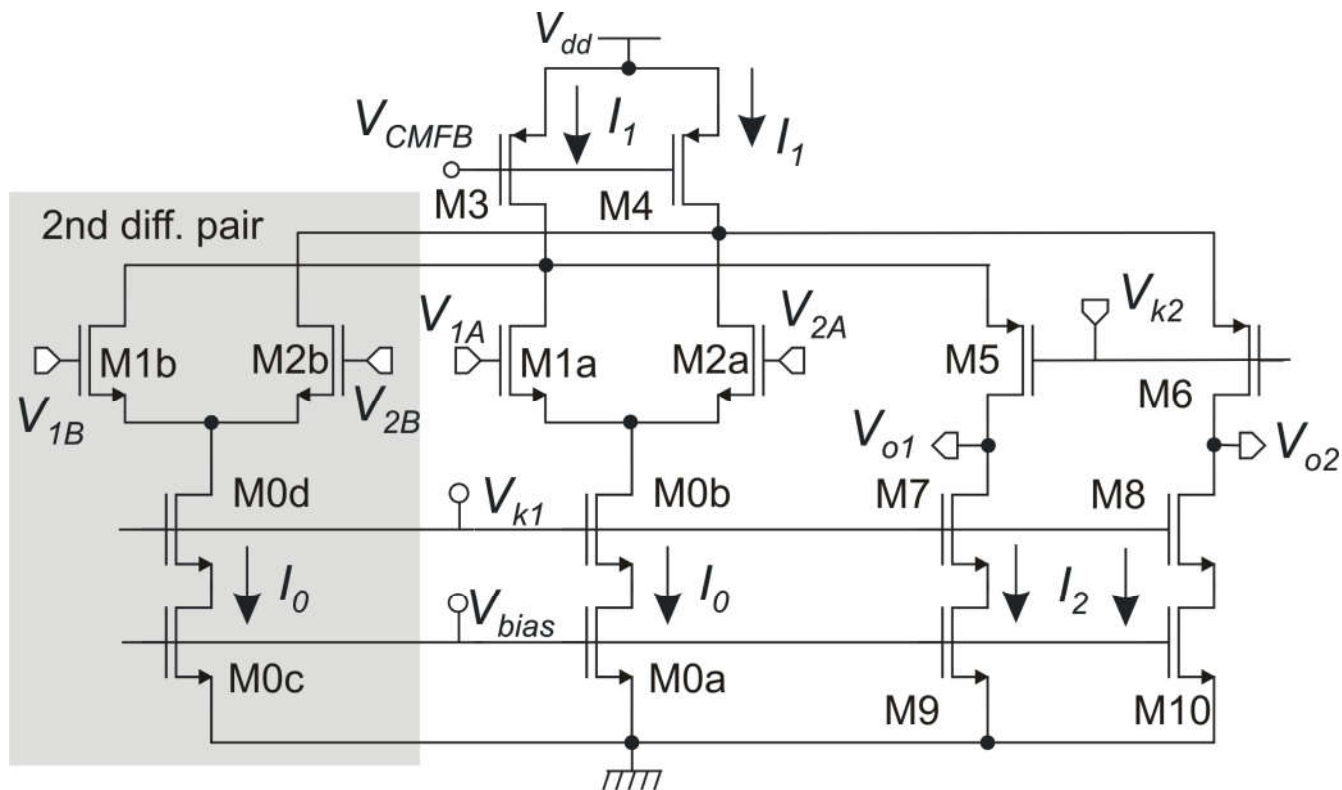 V_dd
V_CMFB
I_1
I_1
M3
M4
2nd diff. pair
V_1A
V_2A
V_k2
M1b
M2b
M1a
M2a
M5
M6
V_1B
V_2B
V_o1
V_o2
M0d
V_k1
M0b
M7
M8
I_0
I_0
I_2
V_bias
M0c
M0a
M9
M10